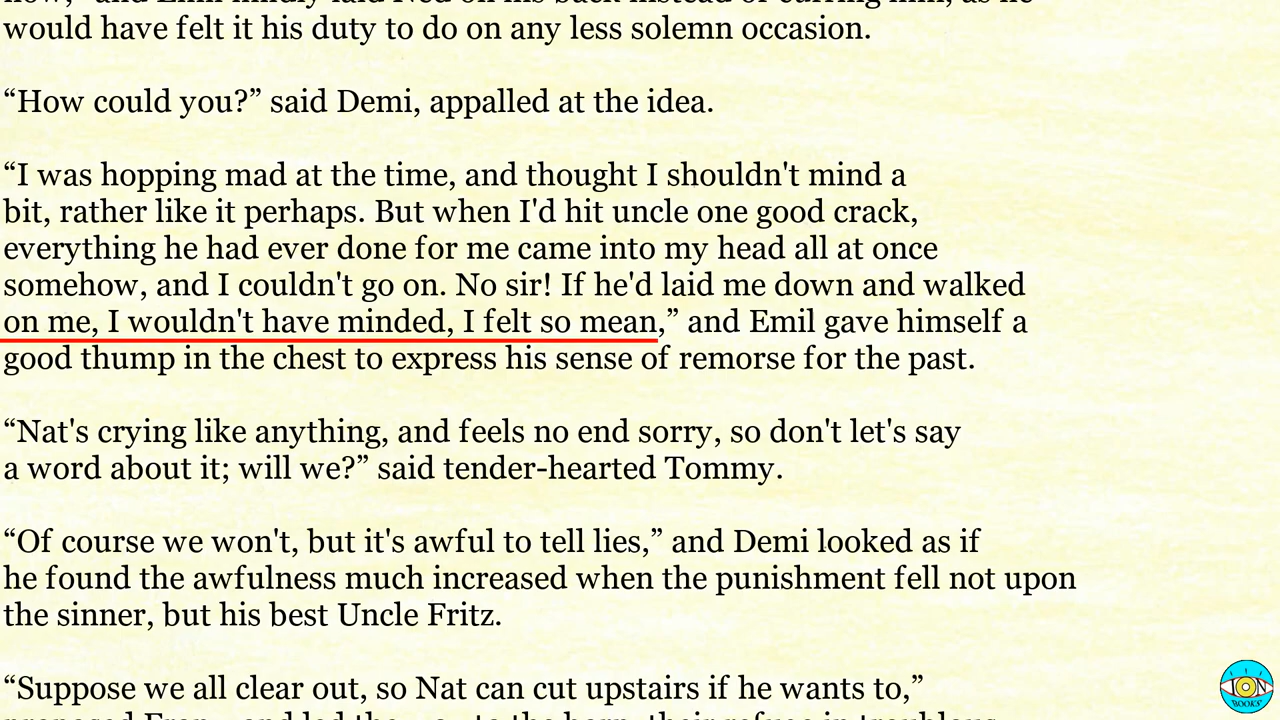 would have felt it his duty to do on any less solemn occasion.
“How could you?” said Demi, appalled at the idea.
“I was hopping mad at the time, and thought I shouldn't mind a
bit, rather like it perhaps. But when I'd hit uncle one good crack,
everything he had ever done for me came into my head all at once
somehow, and I couldn't go on. No sir! If he'd laid me down and walked
on me, I wouldn't have minded, I felt so mean,” and Emil gave himself a
good thump in the chest to express his sense of remorse for the past.
“Nat's crying like anything, and feels no end sorry, so don't let's say
a word about it; will we?” said tender-hearted Tommy.
“Of course we won't, but it's awful to tell lies,” and Demi looked as if
he found the awfulness much increased when the punishment fell not upon
the sinner, but his best Uncle Fritz.
“Suppose we all clear out, so Nat can cut upstairs if he wants to,”
ION
BOOKS